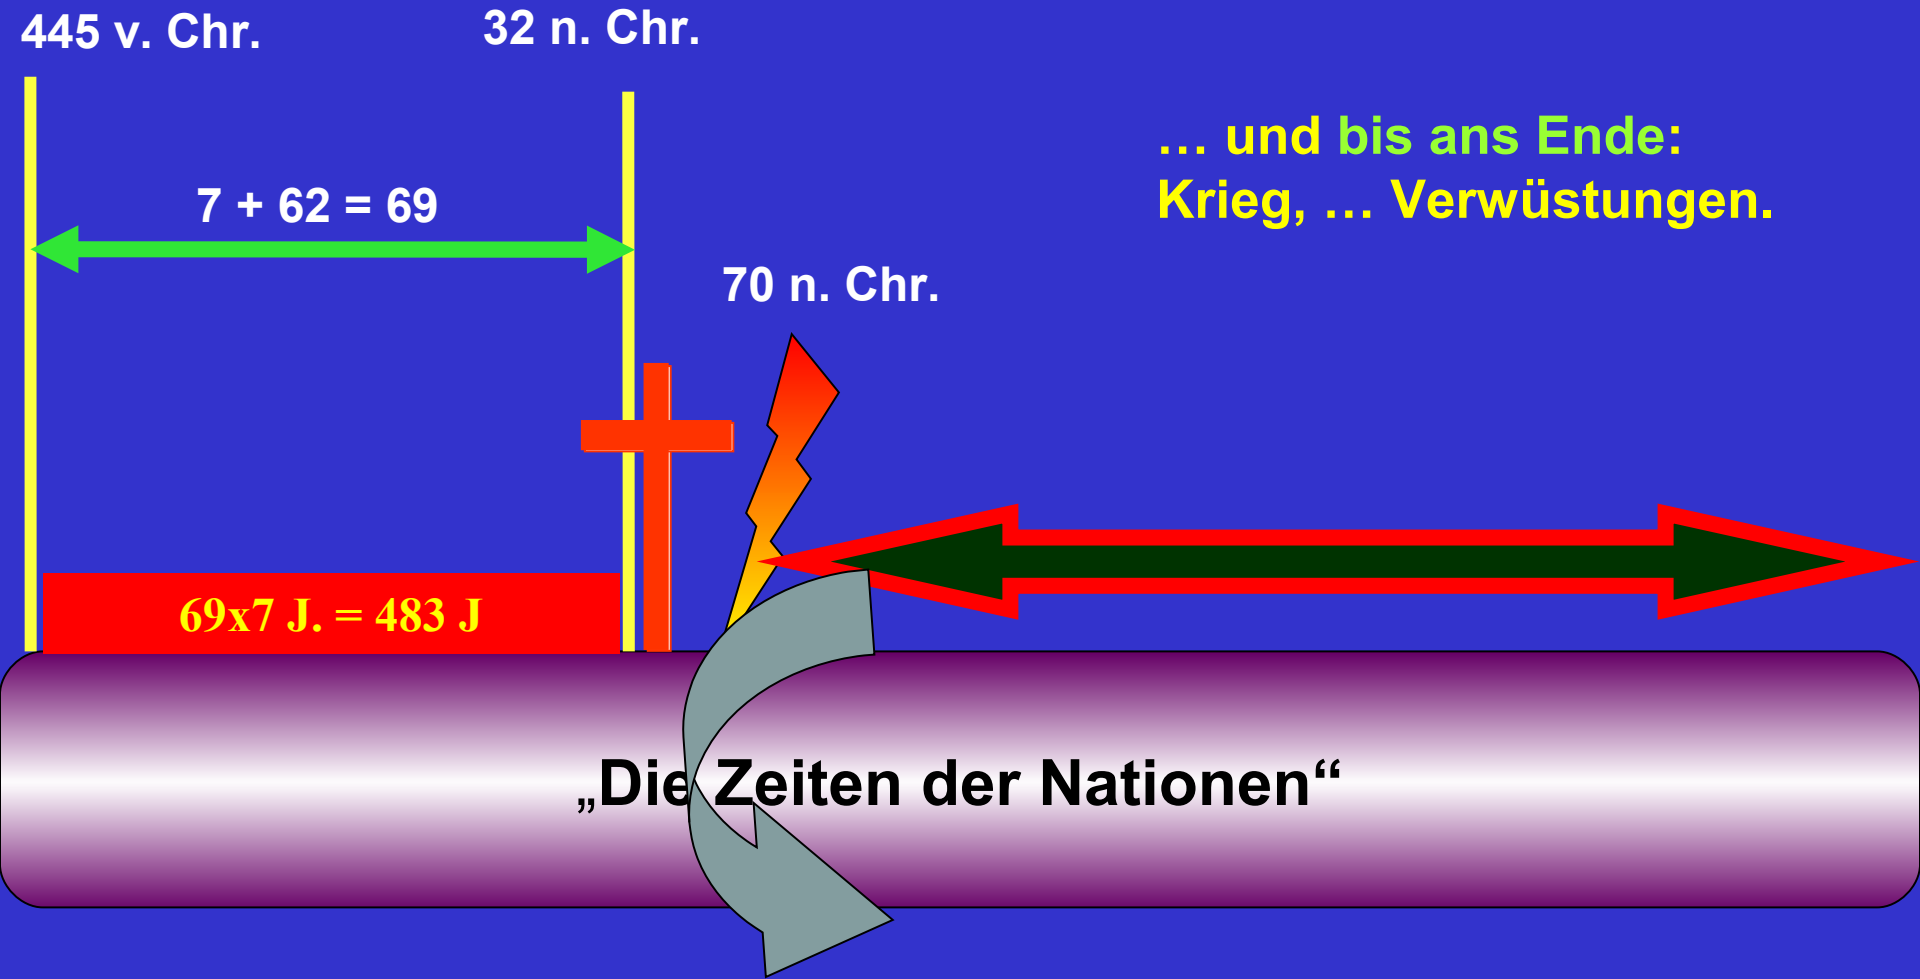 445 v. Chr.
32 n. Chr.
… und bis ans Ende:
Krieg, … Verwüstungen.
7 + 62 = 69
70 n. Chr.
69x7 J. = 483 J
„Die Zeiten der Nationen“